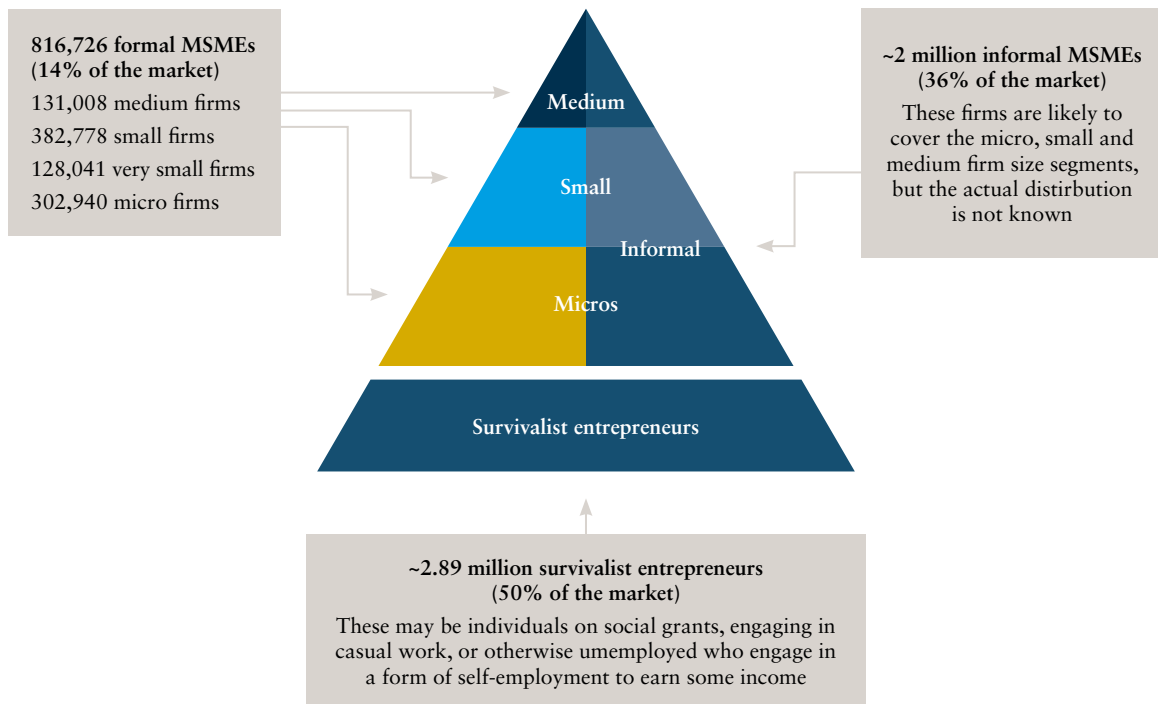 816,726 formal MSMEs
(14% of the market)
131,008 medium firms
382,778 small firms
128,041 very small firms
302,940 micro firms
Medium
Small
Informal
Micros
Survivalist entrepreneurs
~2 million informal MSMEs
(36% of the market)
These firms are likely to
cover the micro, small and
medium firm size segments,
but the actual distirbution
is not known
~2.89 million survivalist entrepreneurs
(50% of the market)
These may be individuals on social grants, engaging in
casual work, or otherwise umemployed who engage in
a form of self-employment to earn some income